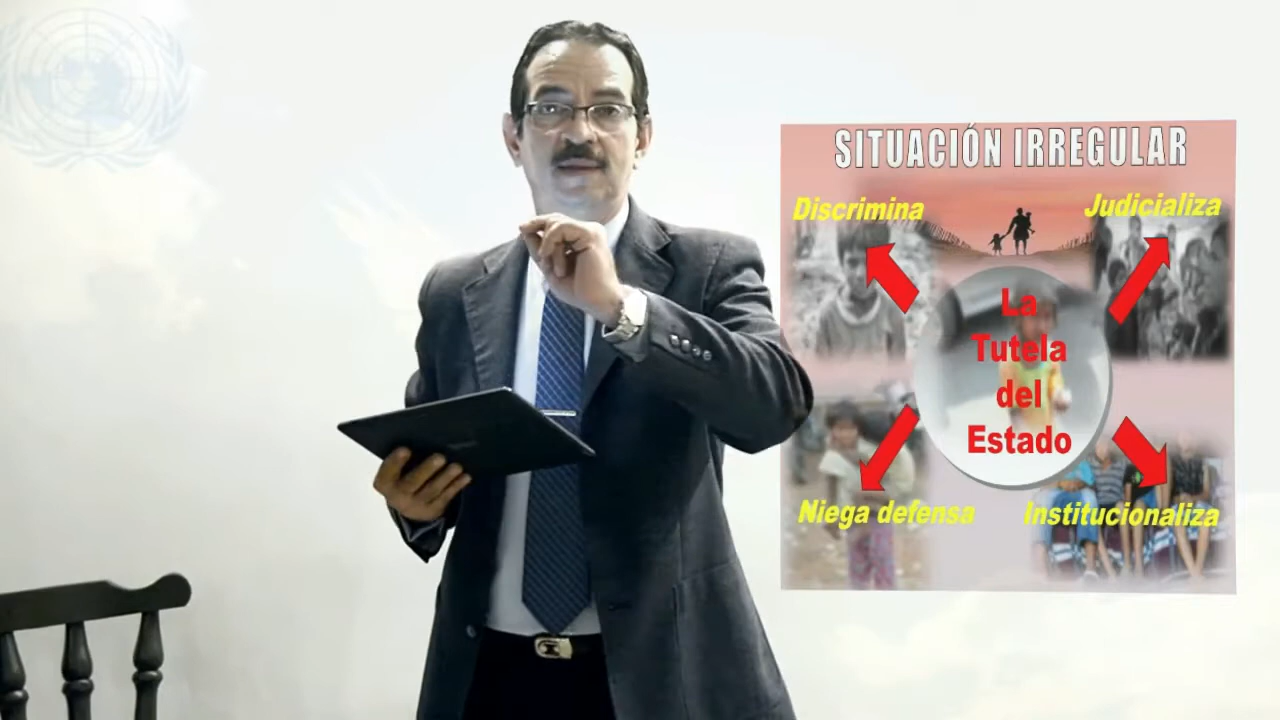 SITUACIÓN IRREGULAR
Discrimina
Judicializa
La
Tutela
del
Estado
Niega defensa
Institucionaliza